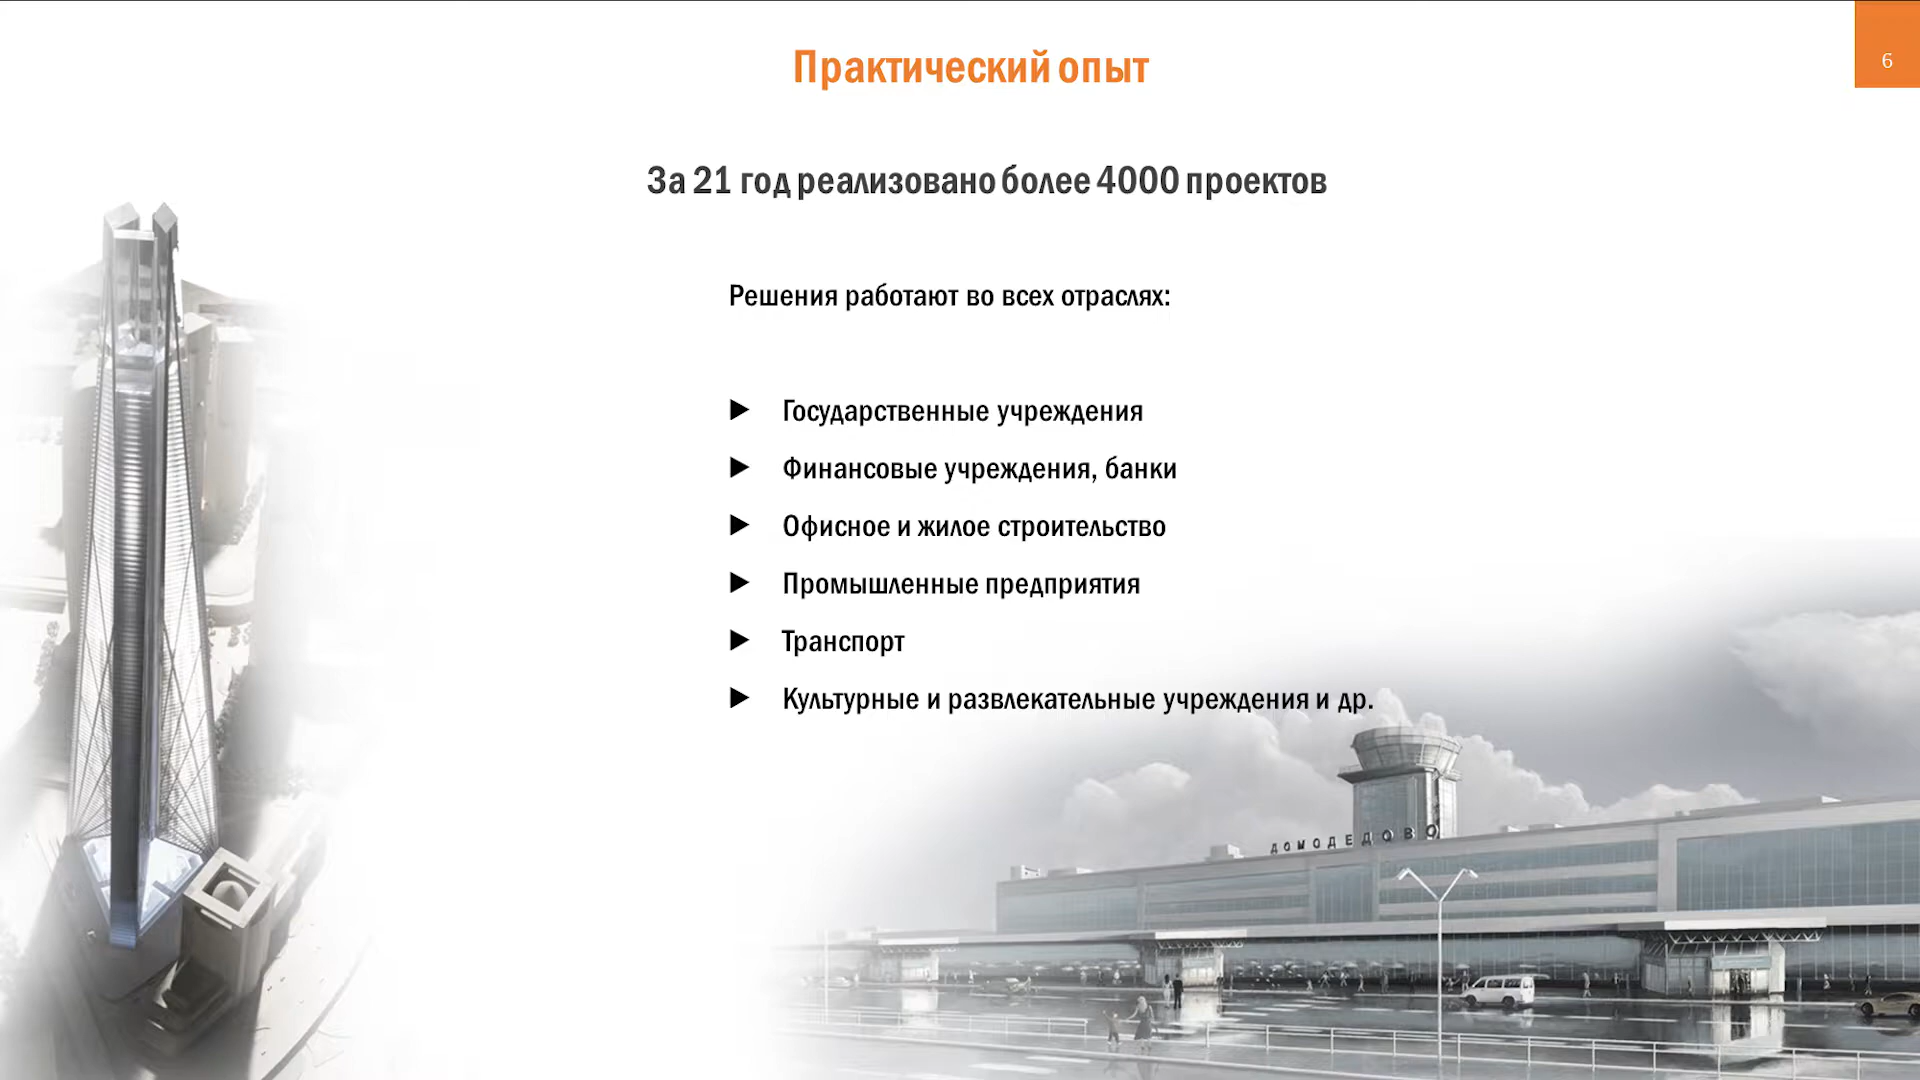 Практический опыт
6
За 21 год реализовано более 4000 проектов
Решения работают во всех отраслях:
Государственные учреждения
Финансовые учреждения, банки
Офисное и жилое строительство
Промышленные предприятия
Транспорт
Культурные и развлекательные учреждения и др.
ДОМОДЕДОВО